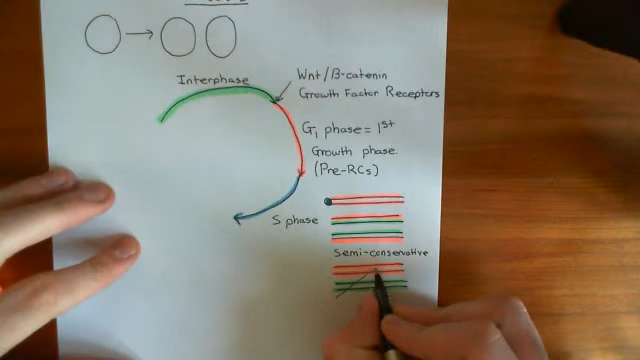 Interphase
Wnt/β-catenin
Growth Factor Receptors
G₁ phase = 1st
Growth phase.
(Pre-RCs)
S phase
Semi-conservative